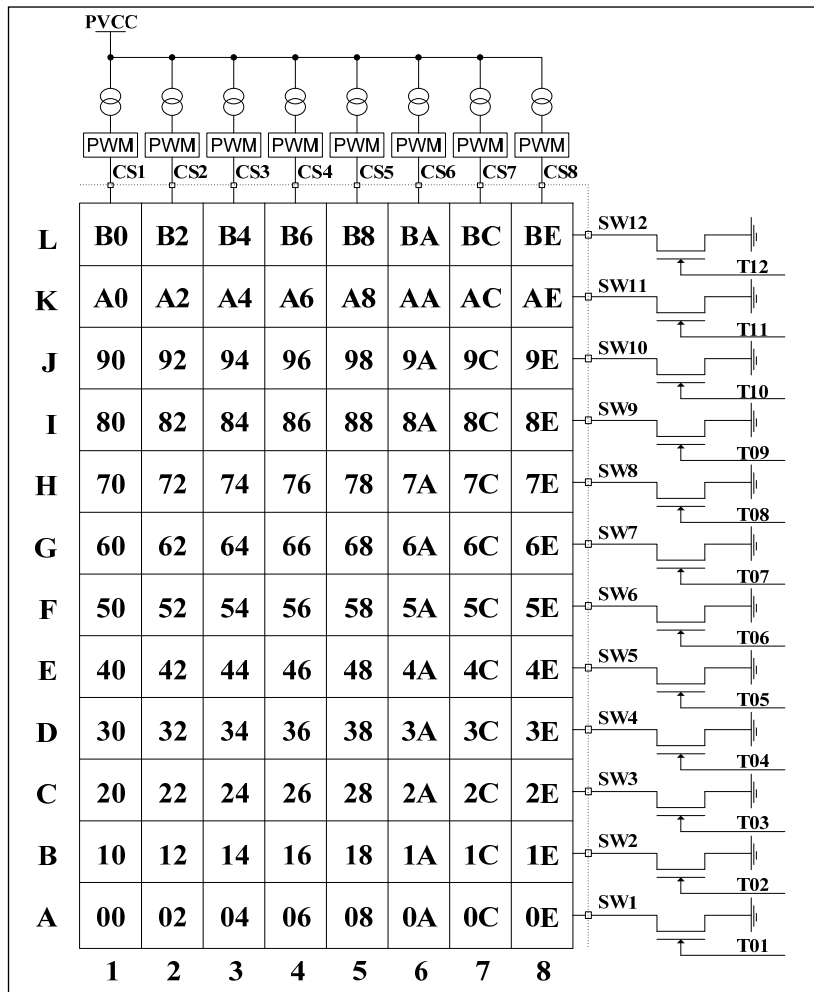 PVCC
PWM PWM PWM PWM PWM PWM PWM PWM
CS1 CS2 CS3 CS4 CS5 CS6 CS7 CS8
L B0 B2 B4 B6 B8 BA BC BE SW12
T12
K A0 A2 A4 A6 A8 AA AC AE SW11
T11
J 90 92 94 96 98 9A 9C 9E SW10
T10
I 80 82 84 86 88 8A 8C 8E SW9
T09
H 70 72 74 76 78 7A 7C 7E SW8
T08
G 60 62 64 66 68 6A 6C 6E SW7
T07
F 50 52 54 56 58 5A 5C 5E SW6
T06
E 40 42 44 46 48 4A 4C 4E SW5
T05
D 30 32 34 36 38 3A 3C 3E SW4
T04
C 20 22 24 26 28 2A 2C 2E SW3
T03
B 10 12 14 16 18 1A 1C 1E SW2
T02
A 00 02 04 06 08 0A 0C 0E SW1
T01
1 2 3 4 5 6 7 8